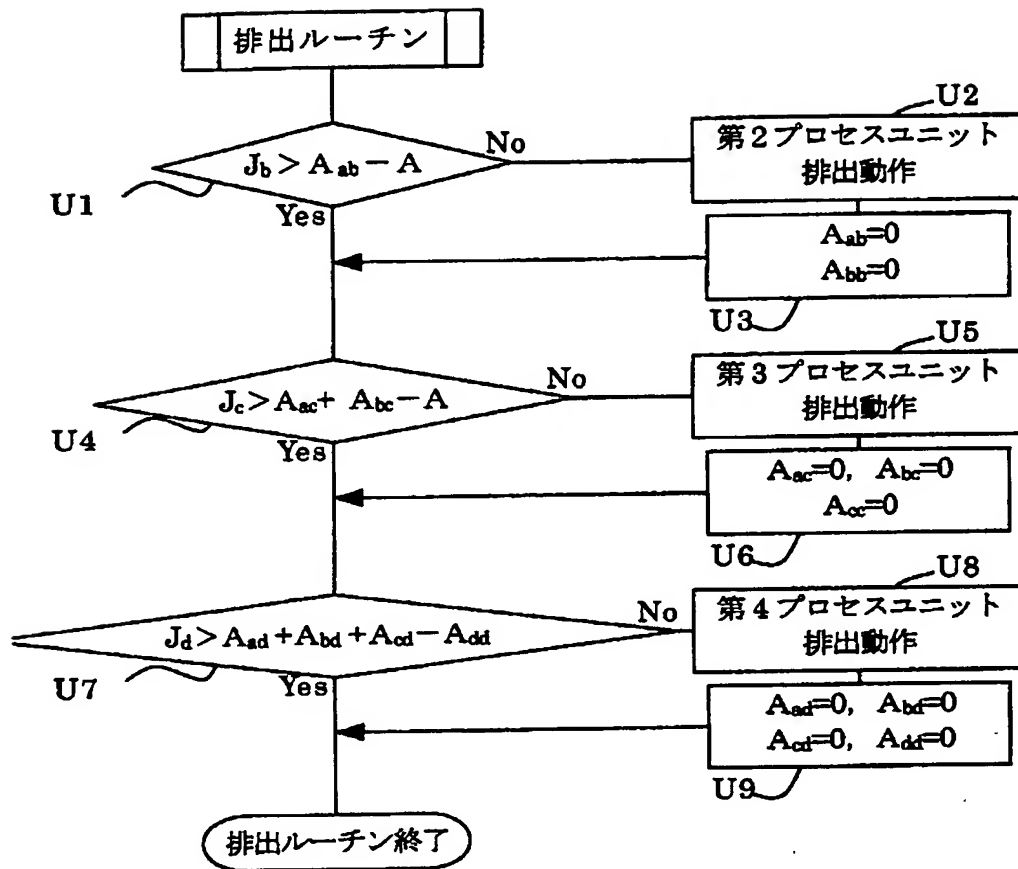 排出ルーチン
U2
No
第2プロセスユニット
排出動作
J_b > A_ab − A
U1
Yes
A_ab=0
A_bb=0
U3
U5
No
第3プロセスユニット
排出動作
J_c > A_ac + A_bc − A
U4
Yes
A_ac=0, A_bc=0
A_cc=0
U6
U8
No
第4プロセスユニット
排出動作
J_d > A_ad + A_bd + A_cd − A_dd
U7
Yes
A_ad=0, A_bd=0
A_cd=0, A_dd=0
U9
排出ルーチン終了